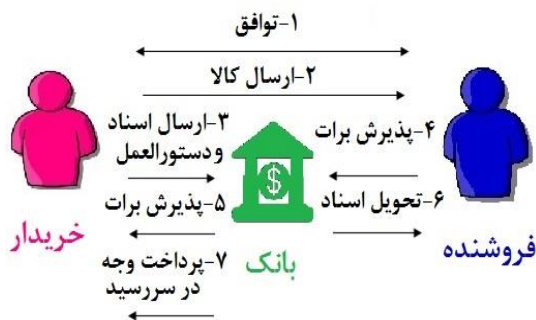 ۱-توافق
۲-ارسال کالا
۳-ارسال اسناد
ودستورالعمل
۴-پذیرش برات
۵-پذیرش برات
۶-تحویل اسناد
۷-پرداخت وجه
در سررسید
خریدار
بانک
فروشنده
$